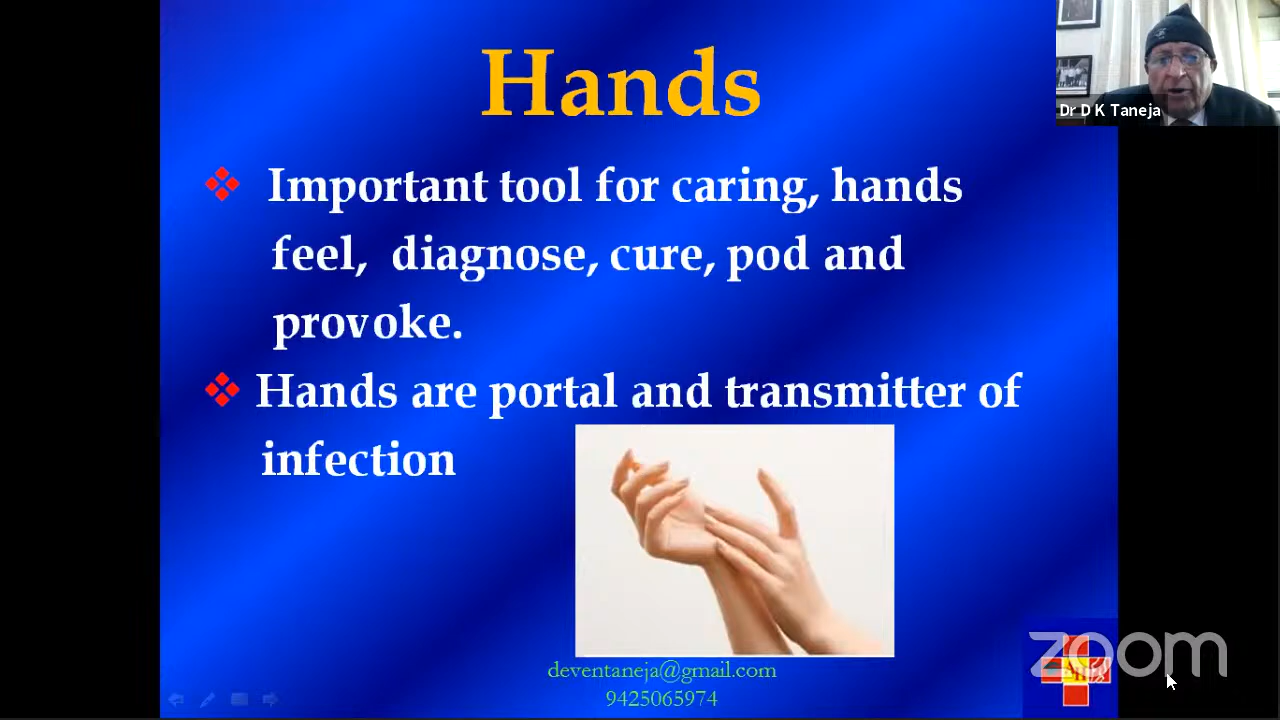 Hands
Important tool for caring, hands
feel, diagnose, cure, pod and
provoke.
Hands are portal and transmitter of
infection
deventaneja@gmail.com
9425065974
Dr D K Taneja
zoom